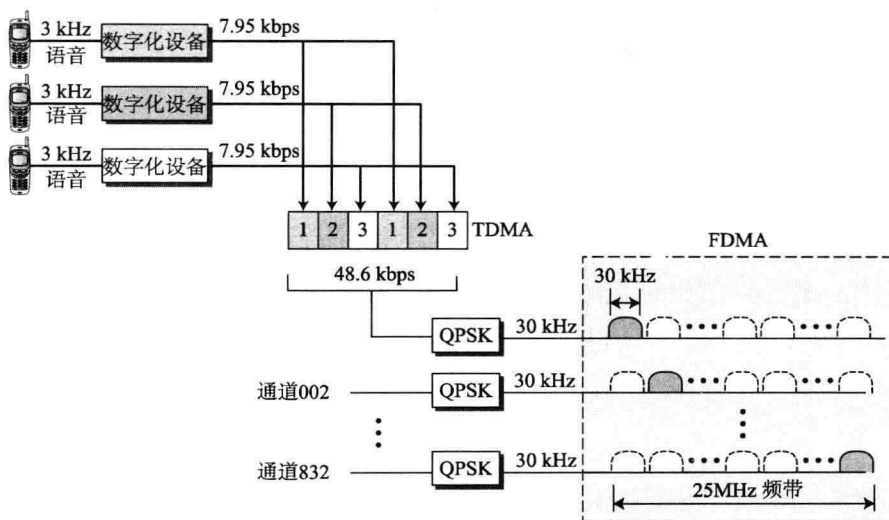 3 kHz 数字化设备 7.95 kbps
语音
3 kHz 数字化设备 7.95 kbps
语音
3 kHz 数字化设备 7.95 kbps
语音
1 2 3 1 2 3 TDMA
FDMA
48.6 kbps
30 kHz
QPSK 30 kHz
通道002 QPSK 30 kHz
通道832 QPSK 30 kHz
25MHz 频带